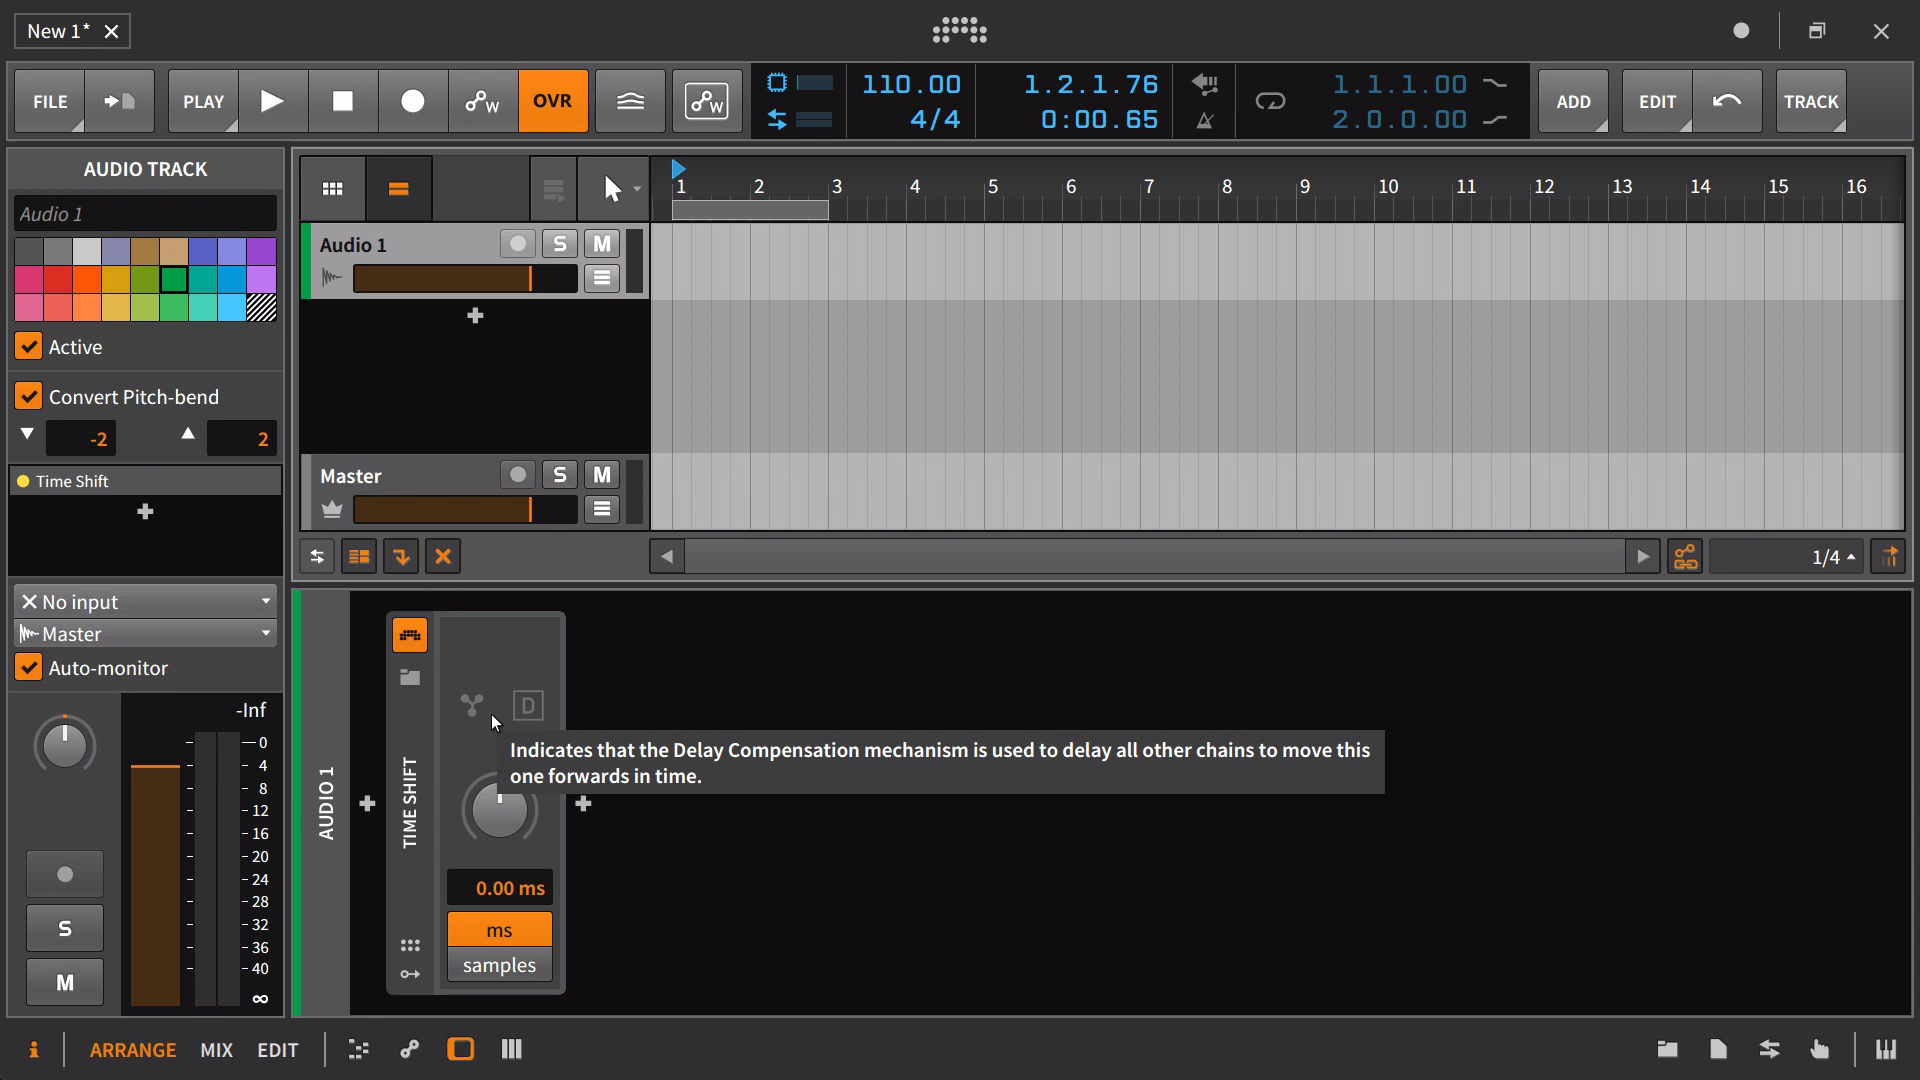 New 1*
FILE PLAY OVR 110.00 4/4 1.2.1.76 0:00.65 1.1.1.00 2.0.0.00 ADD EDIT TRACK
AUDIO TRACK
Audio 1
Active
Convert Pitch-bend
-2 2
Time Shift
No input
Master
Auto-monitor
-Inf
0
4
8
12
16
20
24
28
32
36
40
∞
S
M
1 2 3 4 5 6 7 8 9 10 11 12 13 14 15 16
Audio 1 S M
Master S M
1/4
AUDIO 1
TIME SHIFT
D
Indicates that the Delay Compensation mechanism is used to delay all other chains to move this
one forwards in time.
0.00 ms
ms
samples
i ARRANGE MIX EDIT